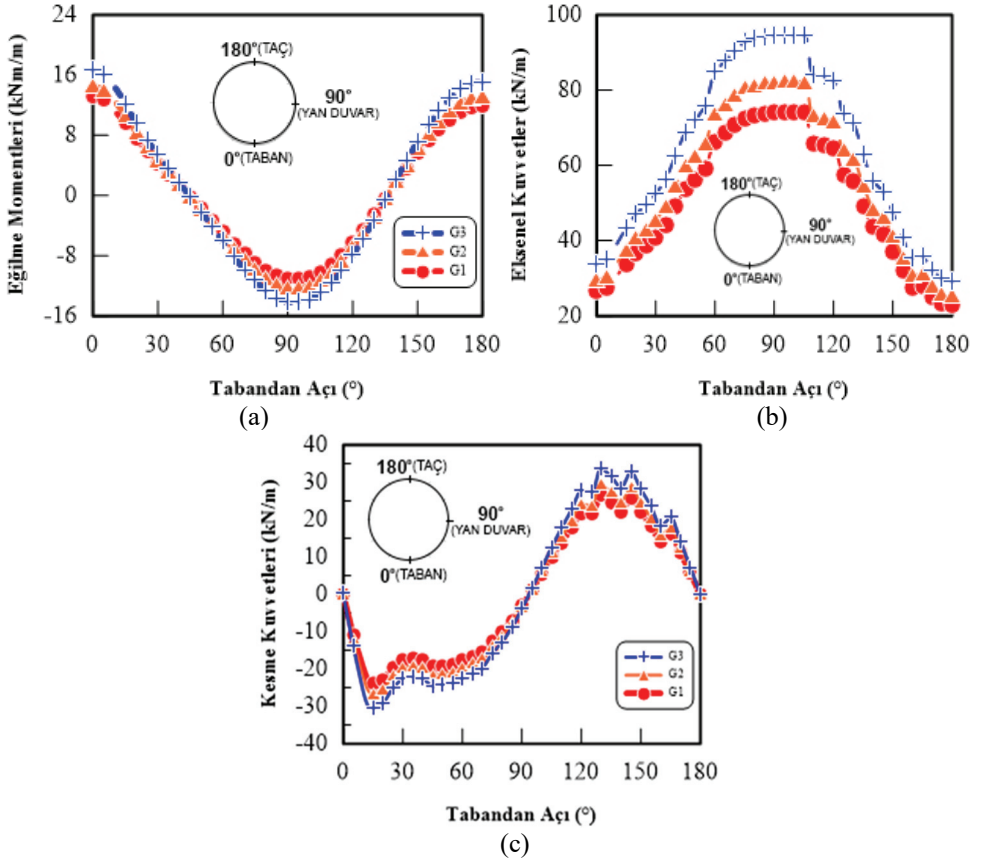 Eğilme Momentleri (kNm/m)
24
16
8
0
-8
-16
180°(TAÇ)
90°
(YAN DUVAR)
0°(TABAN)
G3
G2
G1
0 30 60 90 120 150 180
Tabandan Açı (°)
(a)
Eksenel Kuvvetler (kN/m)
100
80
60
40
20
180°(TAÇ)
90°
(YAN DUVAR)
0°(TABAN)
0 30 60 90 120 150 180
Tabandan Açı (°)
(b)
Kesme Kuvvetleri (kN/m)
40
30
20
0
-10
-20
-30
-40
180°(TAÇ)
90°
(YAN DUVAR)
0°(TABAN)
G3
G2
G1
0 30 60 90 120 150 180
Tabandan Açı (°)
(c)